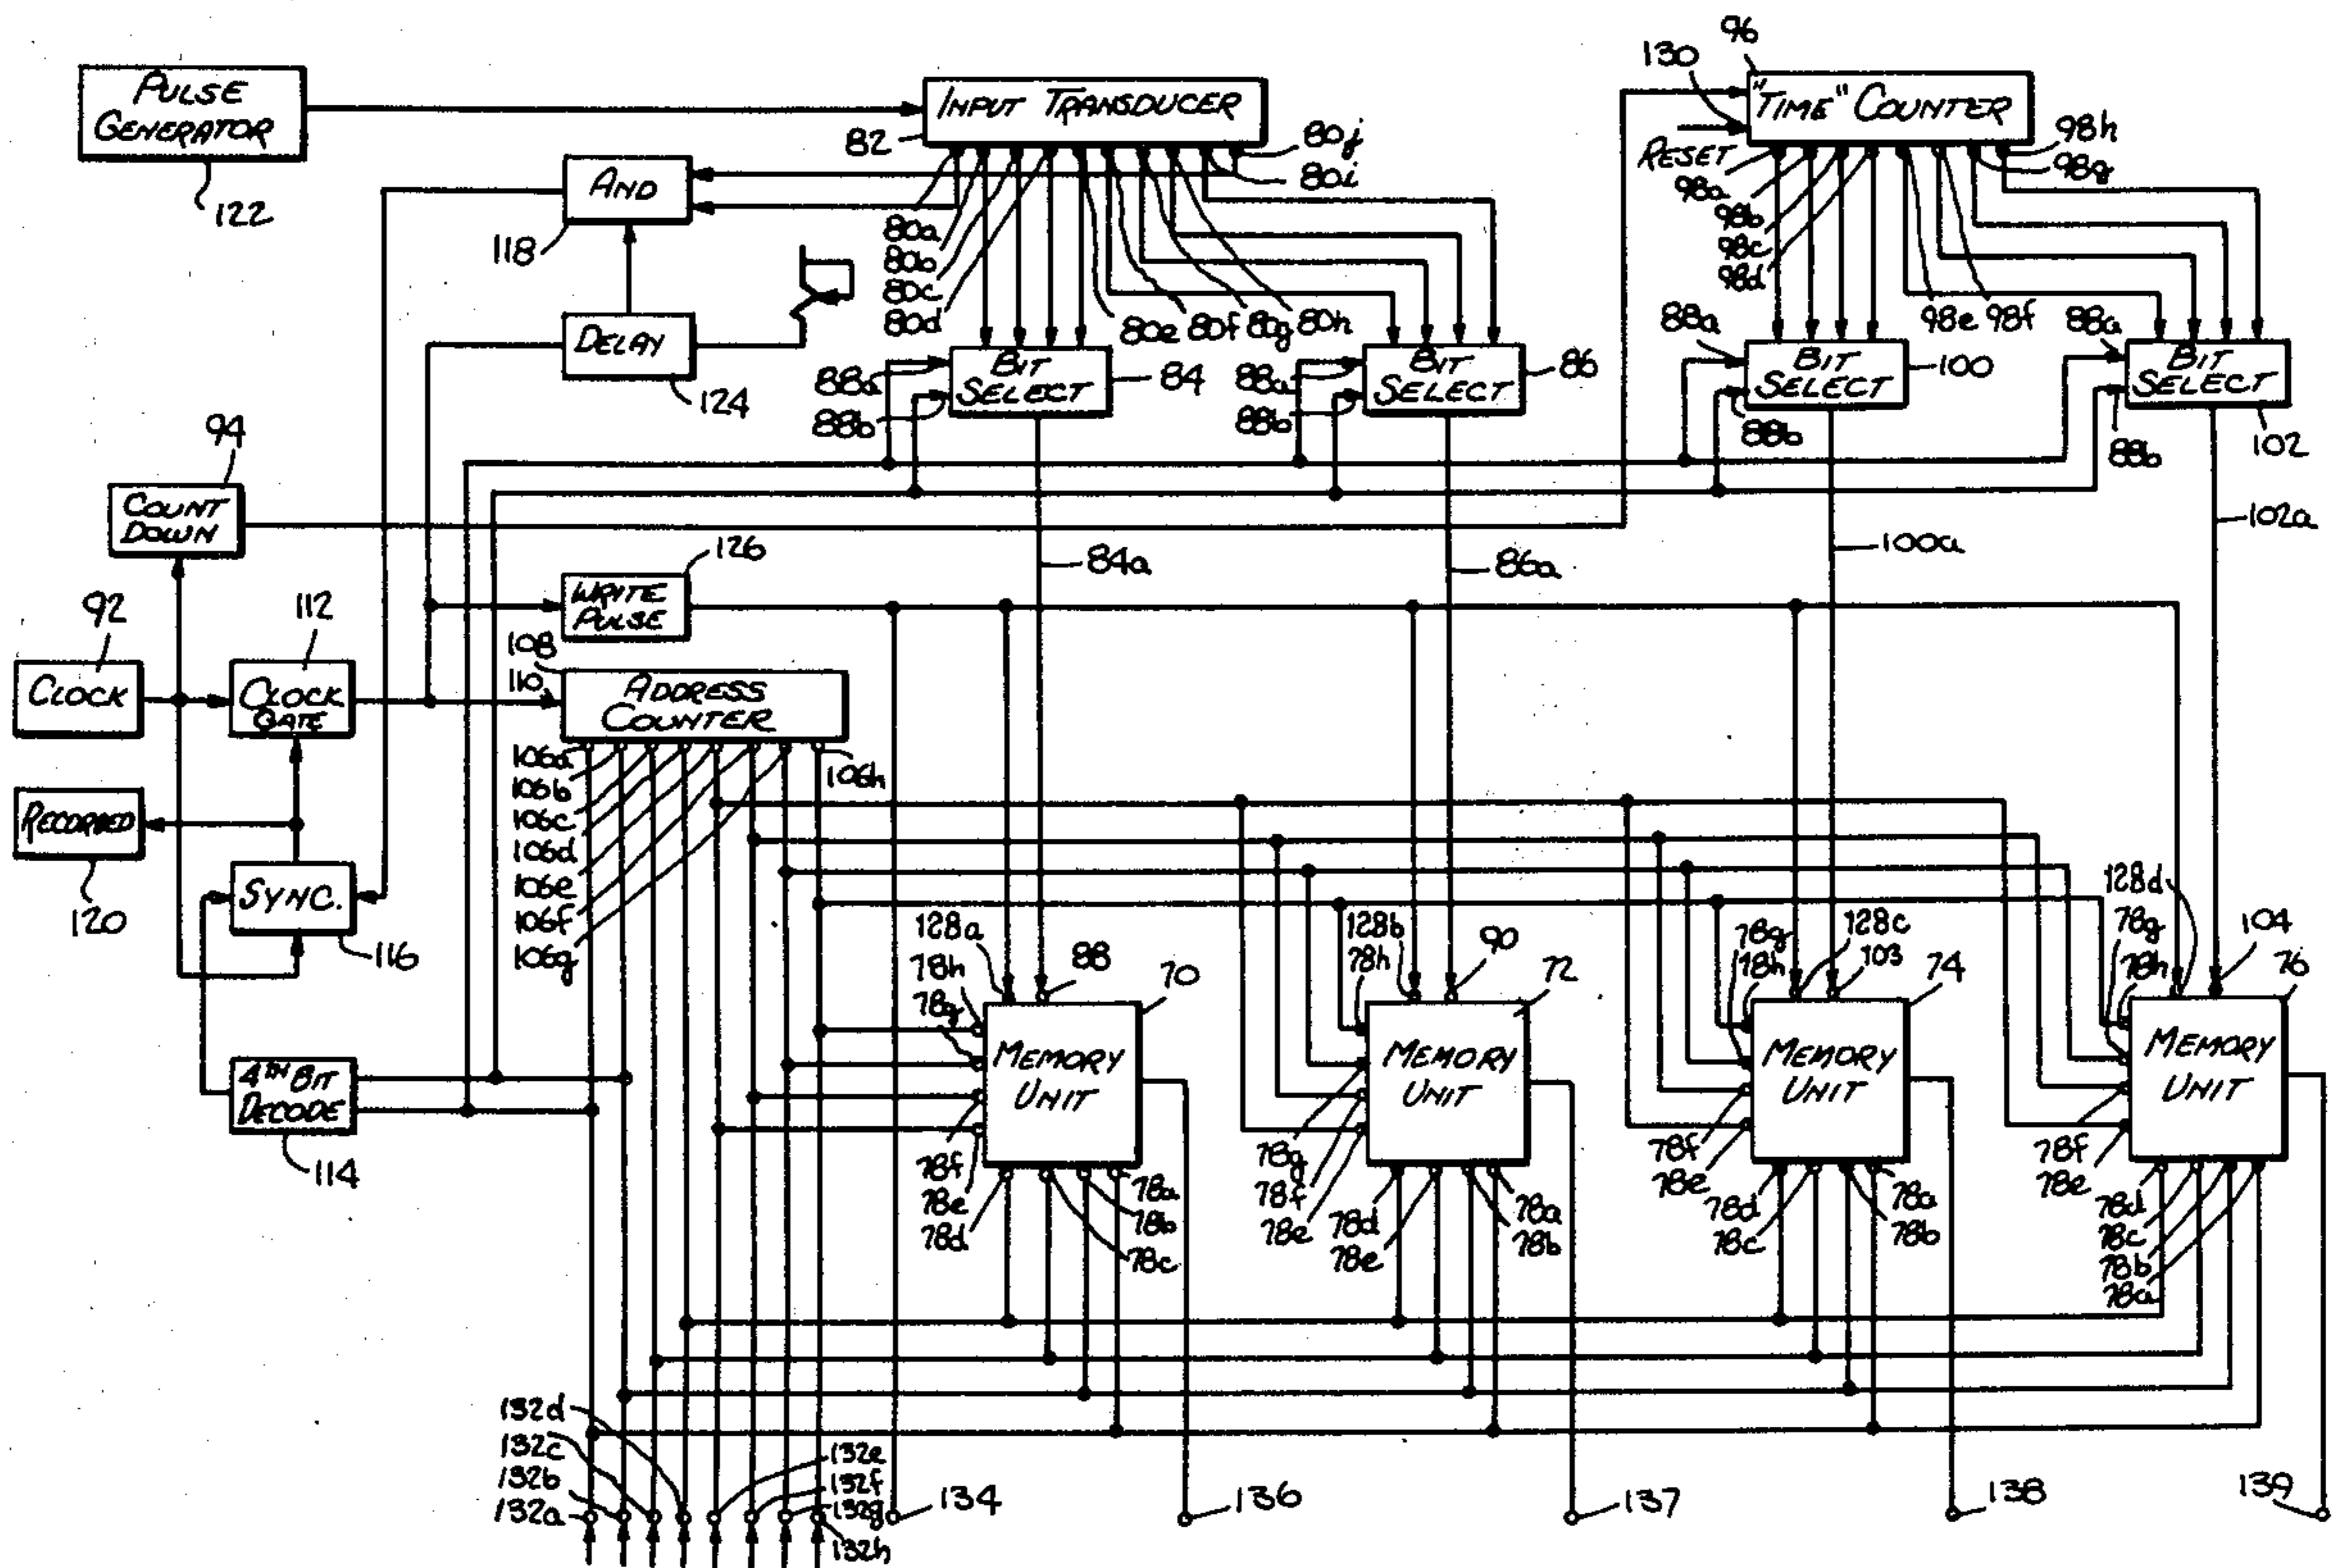 PULSE
GENERATOR
122
INPUT TRANSDUCER
82
80j
80i
96
130
"TIME" COUNTER
RESET
98h
98g
98a
98b
98c
98d
98e
98f
AND
118
80a
80b
80c
80d
80e
80f
80g
80h
DELAY
124
88a
88b
BIT
SELECT
84
88a
88b
BIT
SELECT
86
88a
88b
BIT
SELECT
100
88a
88b
BIT
SELECT
102
94
COUNT
DOWN
84a
86a
100a
102a
126
WRITE
PULSE
92
CLOCK
112
CLOCK
GATE
108
110
ADDRESS
COUNTER
106a
106b
106c
106d
106e
106f
106g
106h
RECORDED
120
SYNC.
116
4TH BIT
DECODE
114
128a
88
78h
78g
70
MEMORY
UNIT
78f
78e
78d
78a
78b
78c
128b
78h
90
72
MEMORY
UNIT
78g
78f
78e
78d
78e
78a
78b
78g
78h
128c
103
74
MEMORY
UNIT
78f
78e
78d
78c
78a
78b
128d
78g
78h
104
76
MEMORY
UNIT
78f
78e
78d
78c
78b
78a
132d
132c
132b
132a
132e
132f
132g
132h
134
136
137
138
139